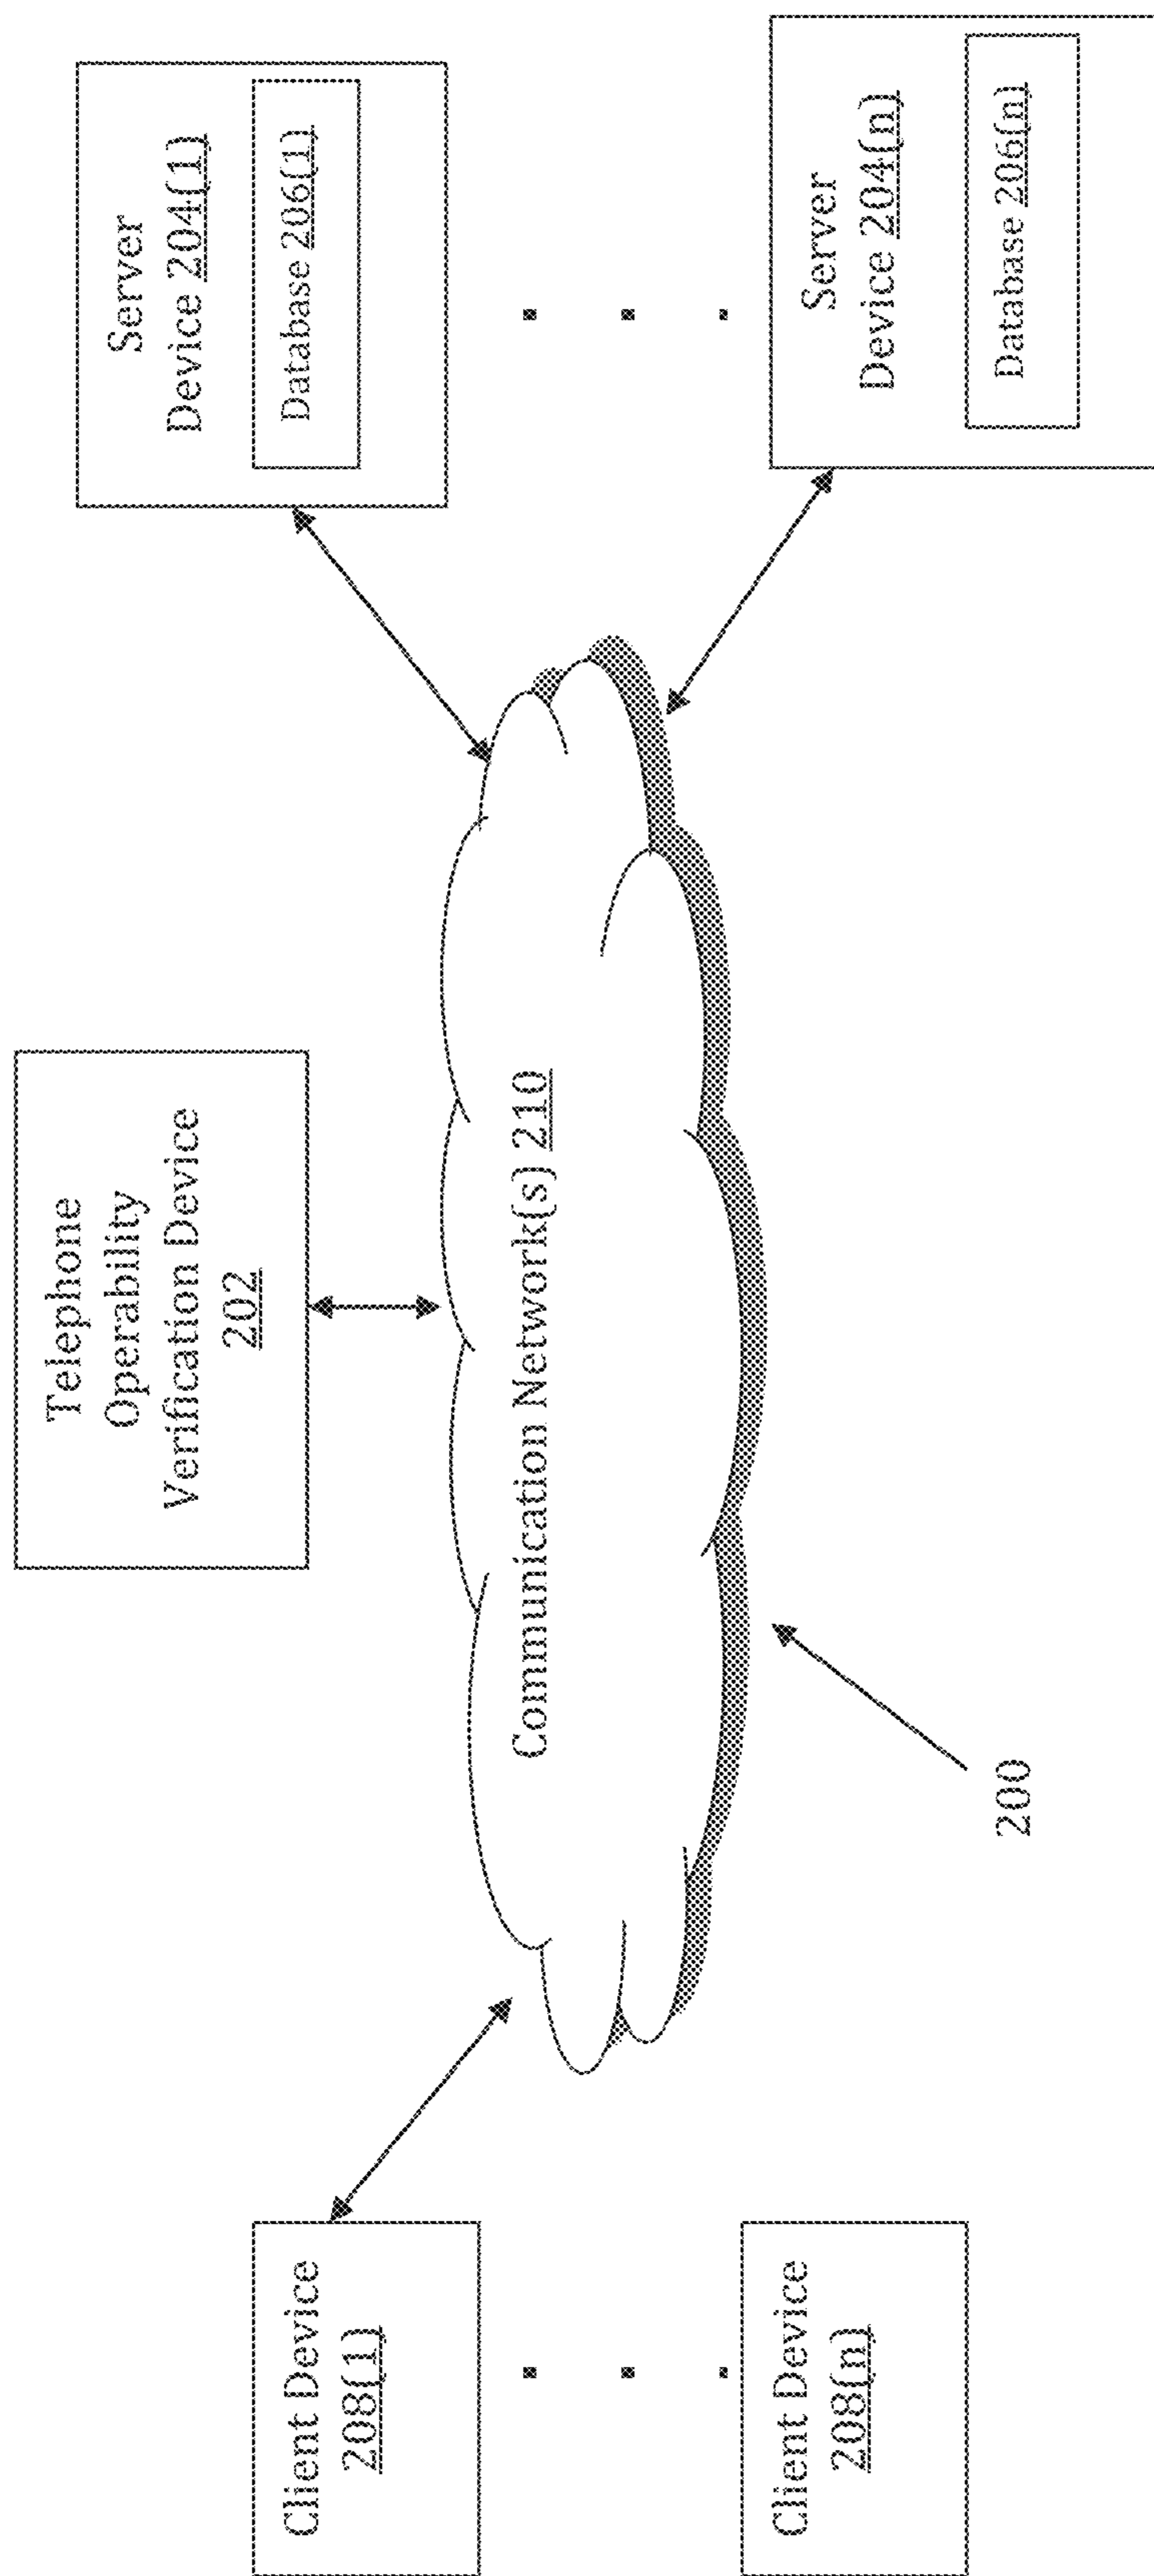 Telephone
Operability
Verification Device
202
Server
Device 204(1)
Database 206(1)
Client Device
208(1)
Communication Network(s) 210
Server
Device 204(n)
Database 206(n)
Client Device
208(n)
200